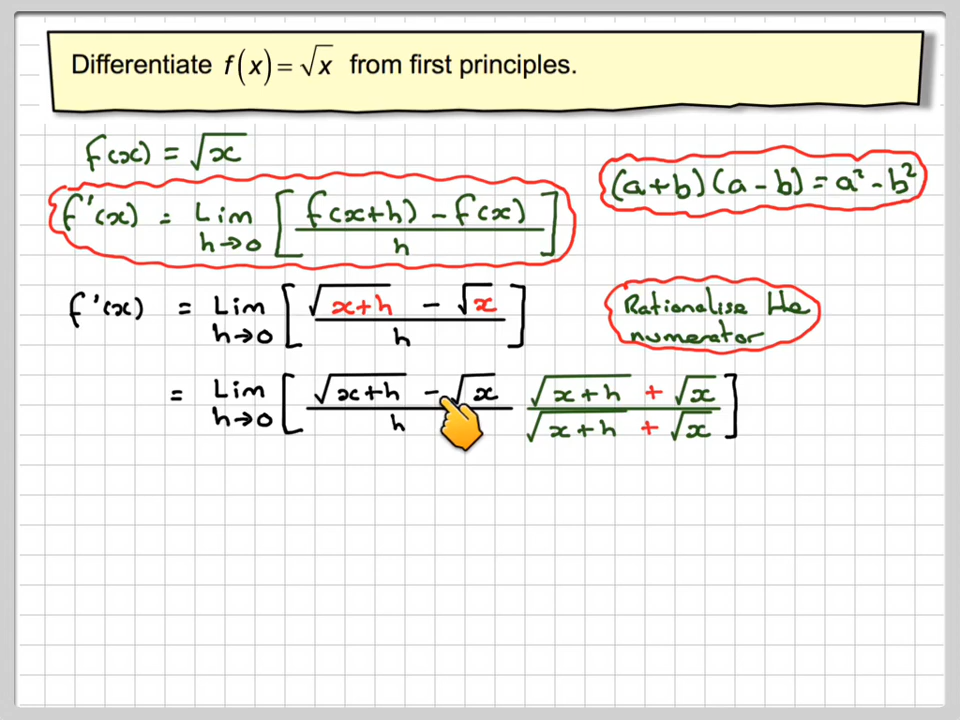 Differentiate f(x) = √x from first principles.
f(x) = √x
(a+b)(a-b) = a² - b²
f'(x) = Lim h→0 [ (f(x+h) - f(x)) / h ]
f'(x) = Lim h→0 [ (√(x+h) - √x) / h ]
Rationalise the
numerator
= Lim h→0 [ (√(x+h) - √x) / h (√(x+h) + √x) / (√(x+h) + √x) ]